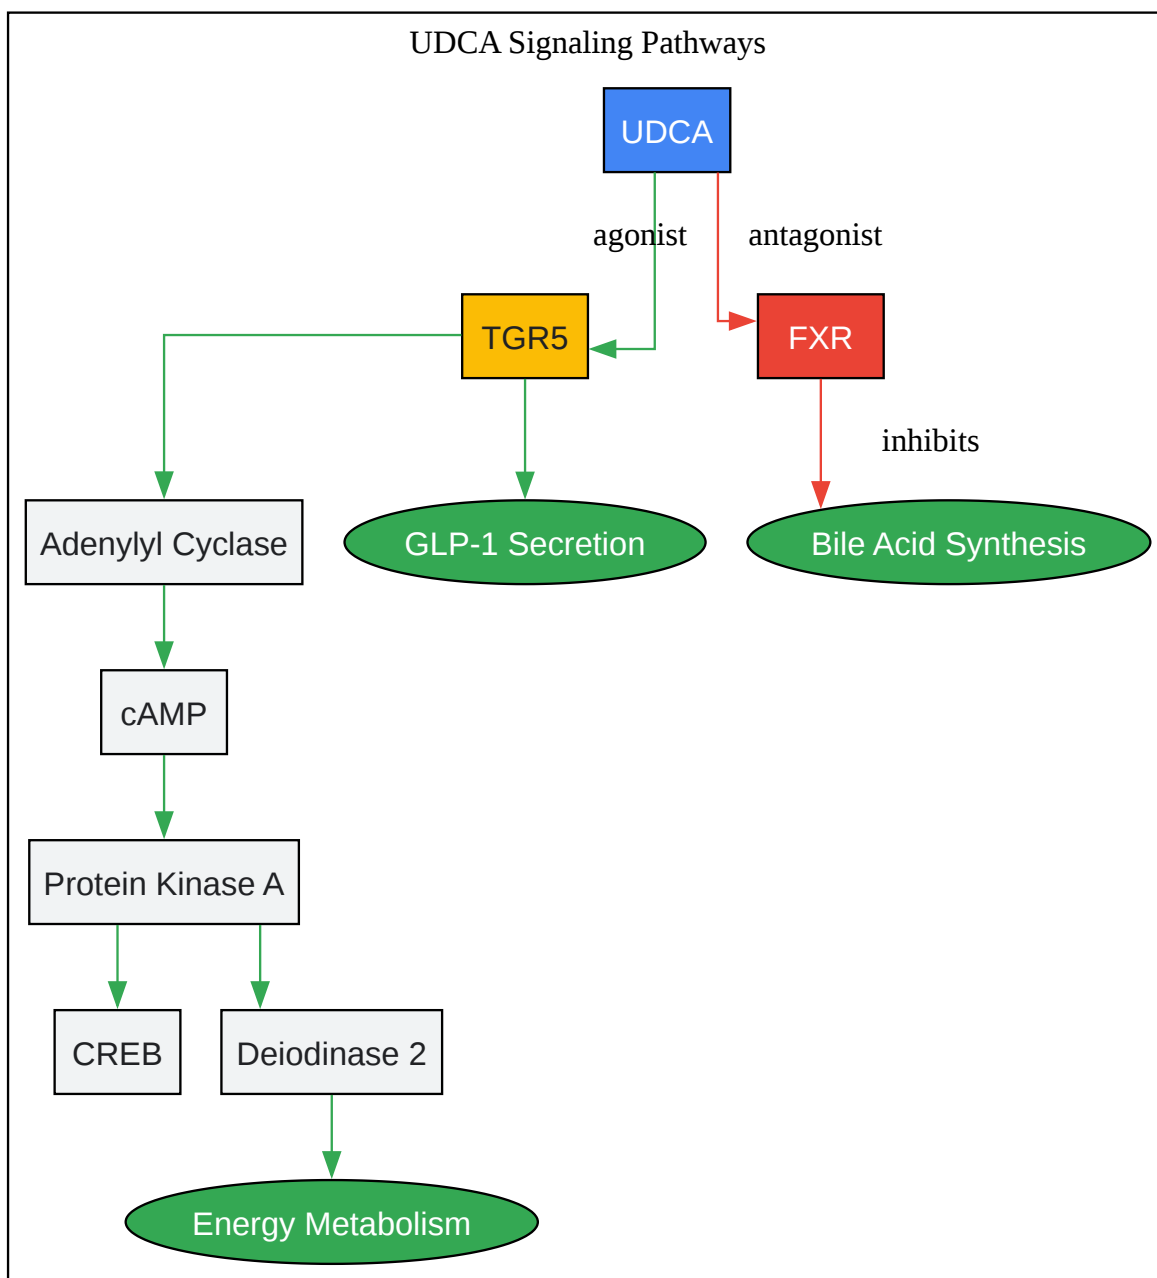 UDCA Signaling Pathways
UDCA
agonist
antagonist
TGR5
FXR
inhibits
Adenylyl Cyclase
GLP-1 Secretion
Bile Acid Synthesis
cAMP
Protein Kinase A
CREB
Deiodinase 2
Energy Metabolism